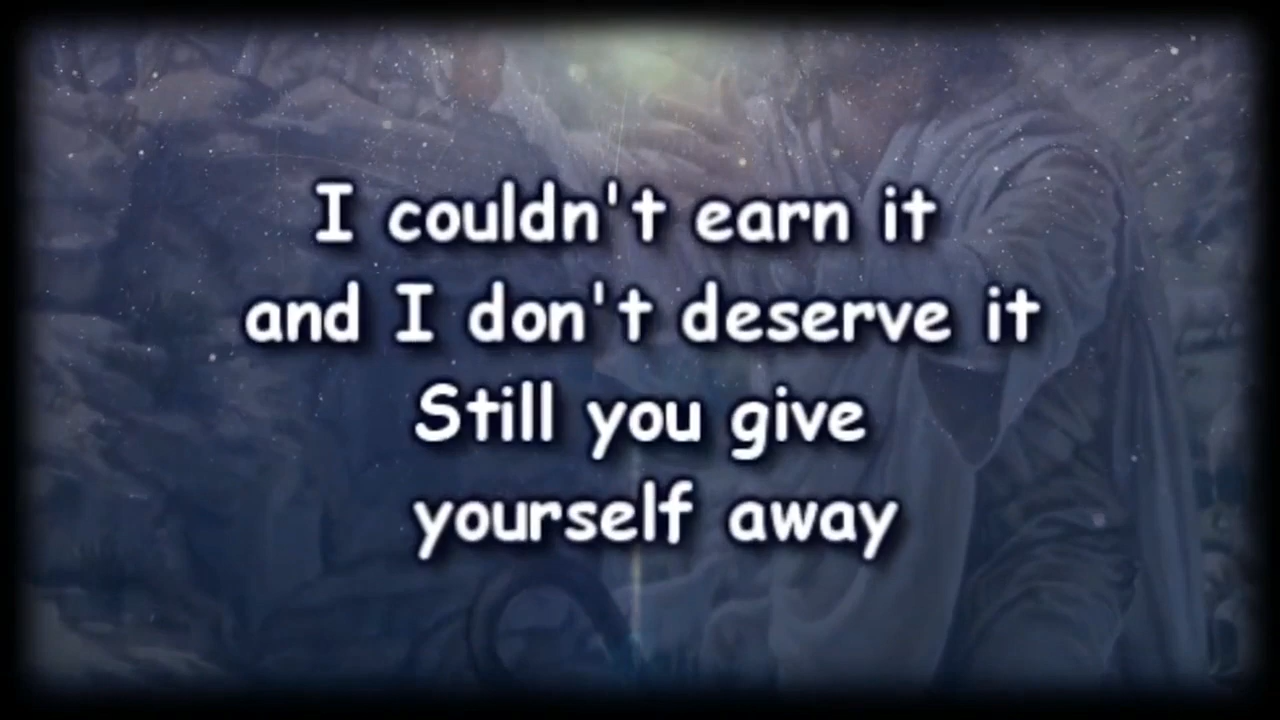 I couldn't earn it
and I don't deserve it
Still you give
yourself away